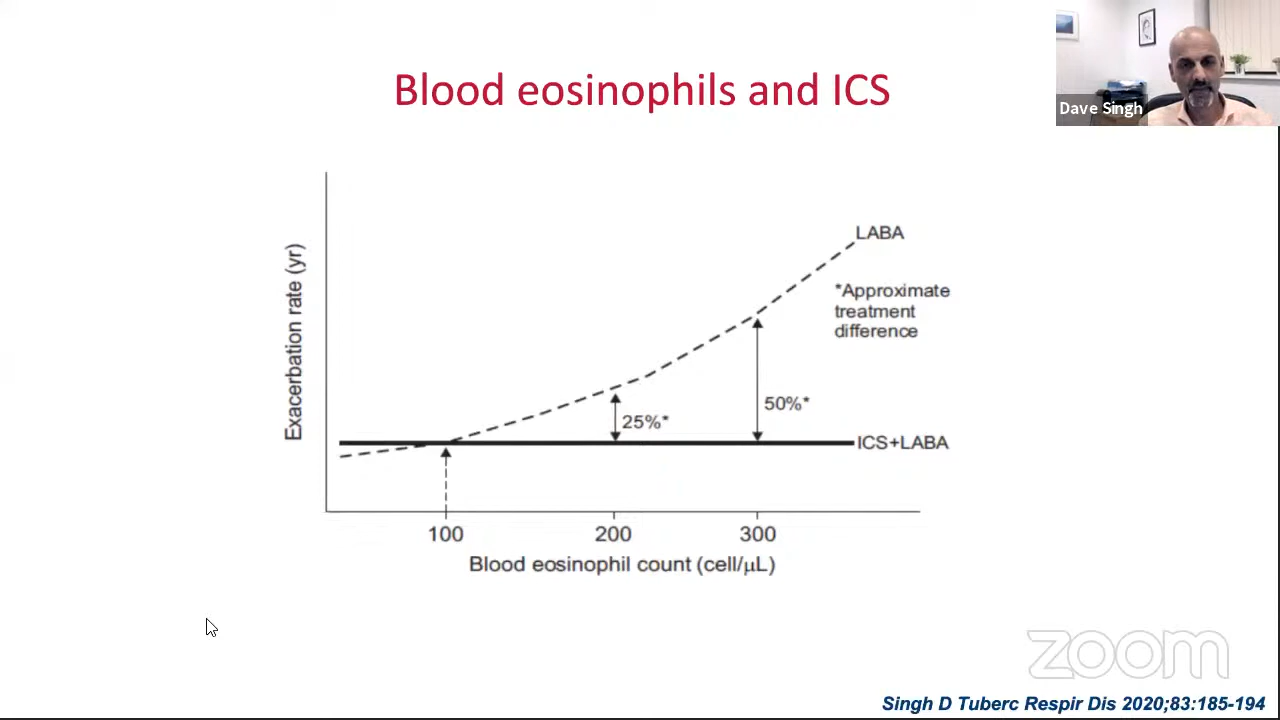 Blood eosinophils and ICS
Dave Singh
Exacerbation rate (yr)
LABA
*Approximate
treatment
difference
50%*
25%*
ICS+LABA
100
200
300
Blood eosinophil count (cell/μL)
zoom
Singh D Tuberc Respir Dis 2020;83:185-194